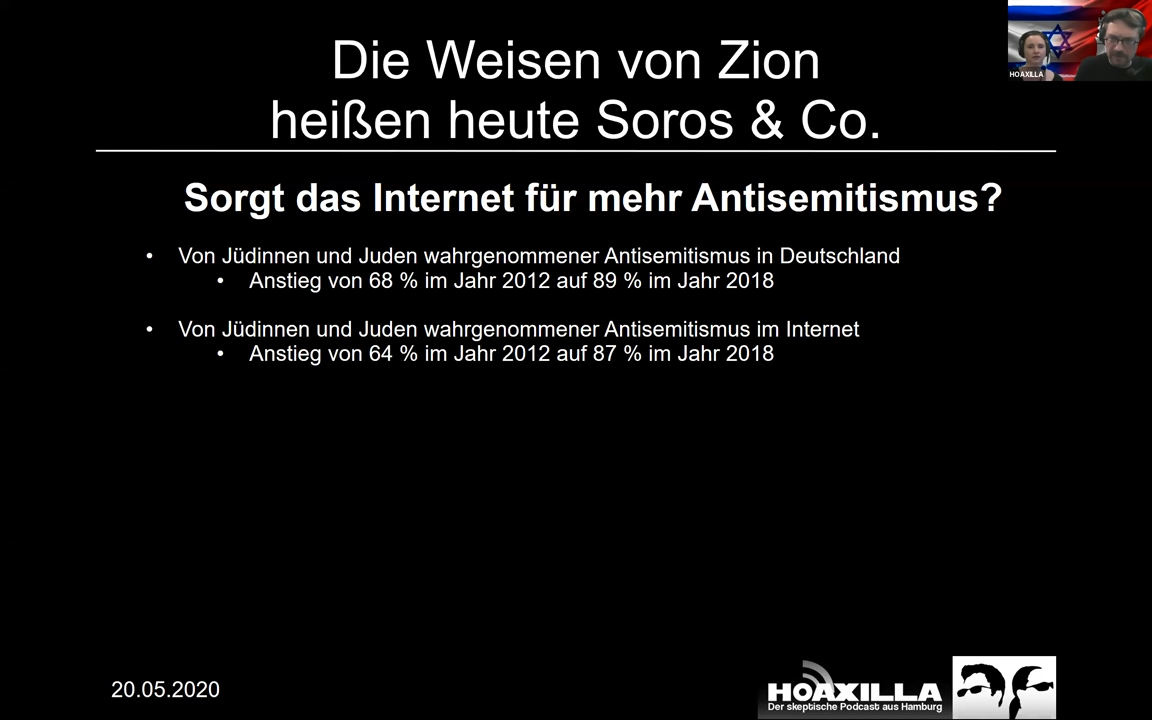 Die Weisen von Zion
heißen heute Soros & Co.
HOAXILLA
Sorgt das Internet für mehr Antisemitismus?
• Von Jüdinnen und Juden wahrgenommener Antisemitismus in Deutschland
• Anstieg von 68 % im Jahr 2012 auf 89 % im Jahr 2018
• Von Jüdinnen und Juden wahrgenommener Antisemitismus im Internet
• Anstieg von 64 % im Jahr 2012 auf 87 % im Jahr 2018
20.05.2020
HOAXILLA
Der skeptische Podcast aus Hamburg